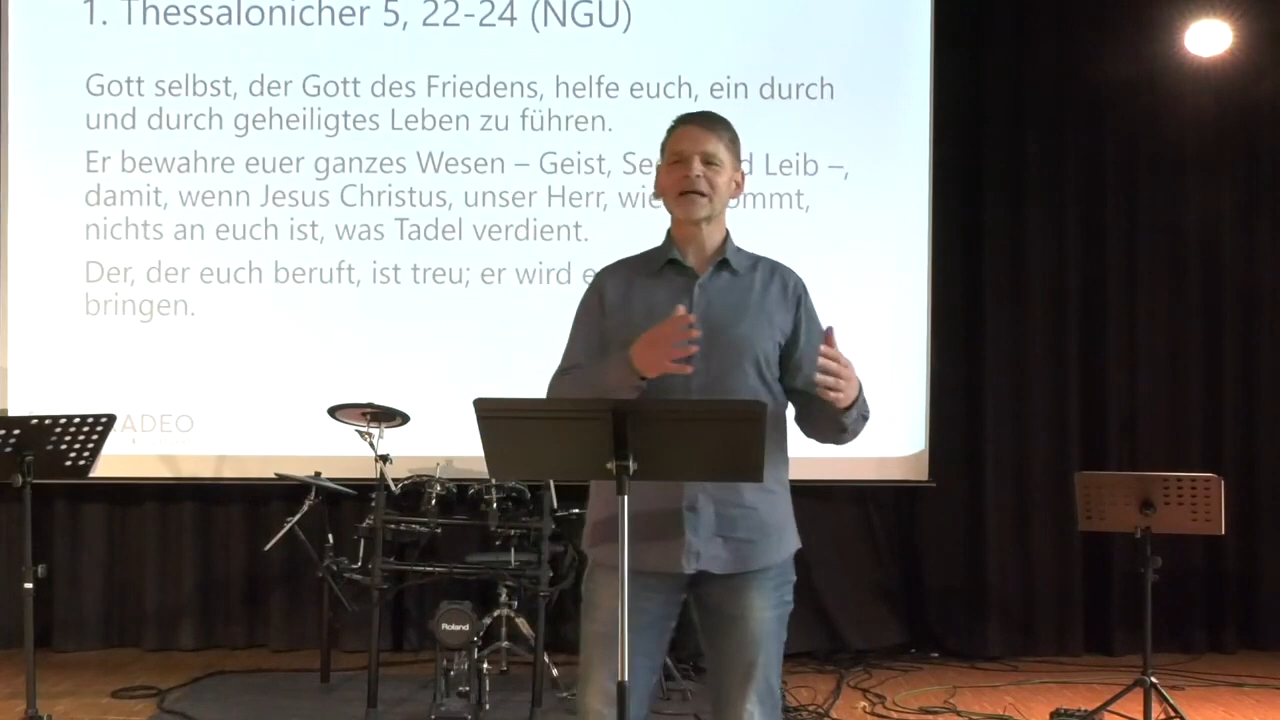 1. Thessalonicher 5, 22-24 (NGU)
Gott selbst, der Gott des Friedens, helfe euch, ein durch
und durch geheiligtes Leben zu führen.
Er bewahre euer ganzes Wesen – Geist, Leib –,
damit, wenn Jesus Christus, unser Herr,
nichts an euch ist, was Tadel verdient.
Der, der euch beruft, ist treu; er wird
bringen.
ADEO
Roland